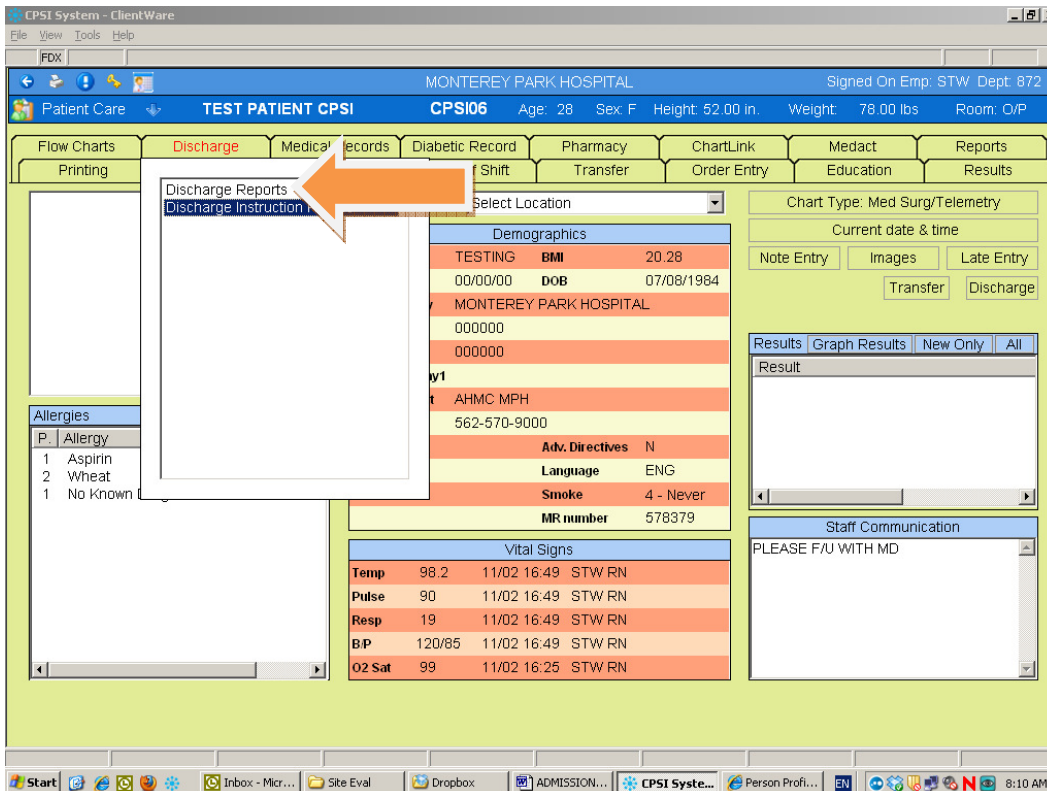 CPSI System - ClientWare
File View Tools Help
FDX
MONTEREY PARK HOSPITAL Signed On Emp: STW Dept: 872
Patient Care TEST PATIENT CPSI CPSI06 Age: 28 Sex: F Height: 52.00 in. Weight: 78.00 lbs Room: O/P
Flow Charts Discharge Medical Records Diabetic Record Pharmacy ChartLink Medact Reports
Printing Shift Transfer Order Entry Education Results
Discharge Reports
Discharge Instruction
Select Location
Chart Type: Med Surg/Telemetry
Current date & time
Note Entry Images Late Entry
Transfer Discharge
Demographics
TESTING BMI 20.28
00/00/00 DOB 07/08/1984
MONTEREY PARK HOSPITAL
000000
000000
AHMC MPH
562-570-9000
Adv. Directives N
Language ENG
Smoke 4 - Never
MR number 578379
Allergies
P. Allergy
1 Aspirin
2 Wheat
1 No Known
Vital Signs
Temp 98.2 11/02 16:49 STW RN
Pulse 90 11/02 16:49 STW RN
Resp 19 11/02 16:49 STW RN
B/P 120/85 11/02 16:49 STW RN
O2 Sat 99 11/02 16:25 STW RN
Results Graph Results New Only All
Result
Staff Communication
PLEASE F/U WITH MD
Start Inbox - Micr... Site Eval Dropbox ADMISSION... CPSI Syste... Person Profi... EN 8:10 AM